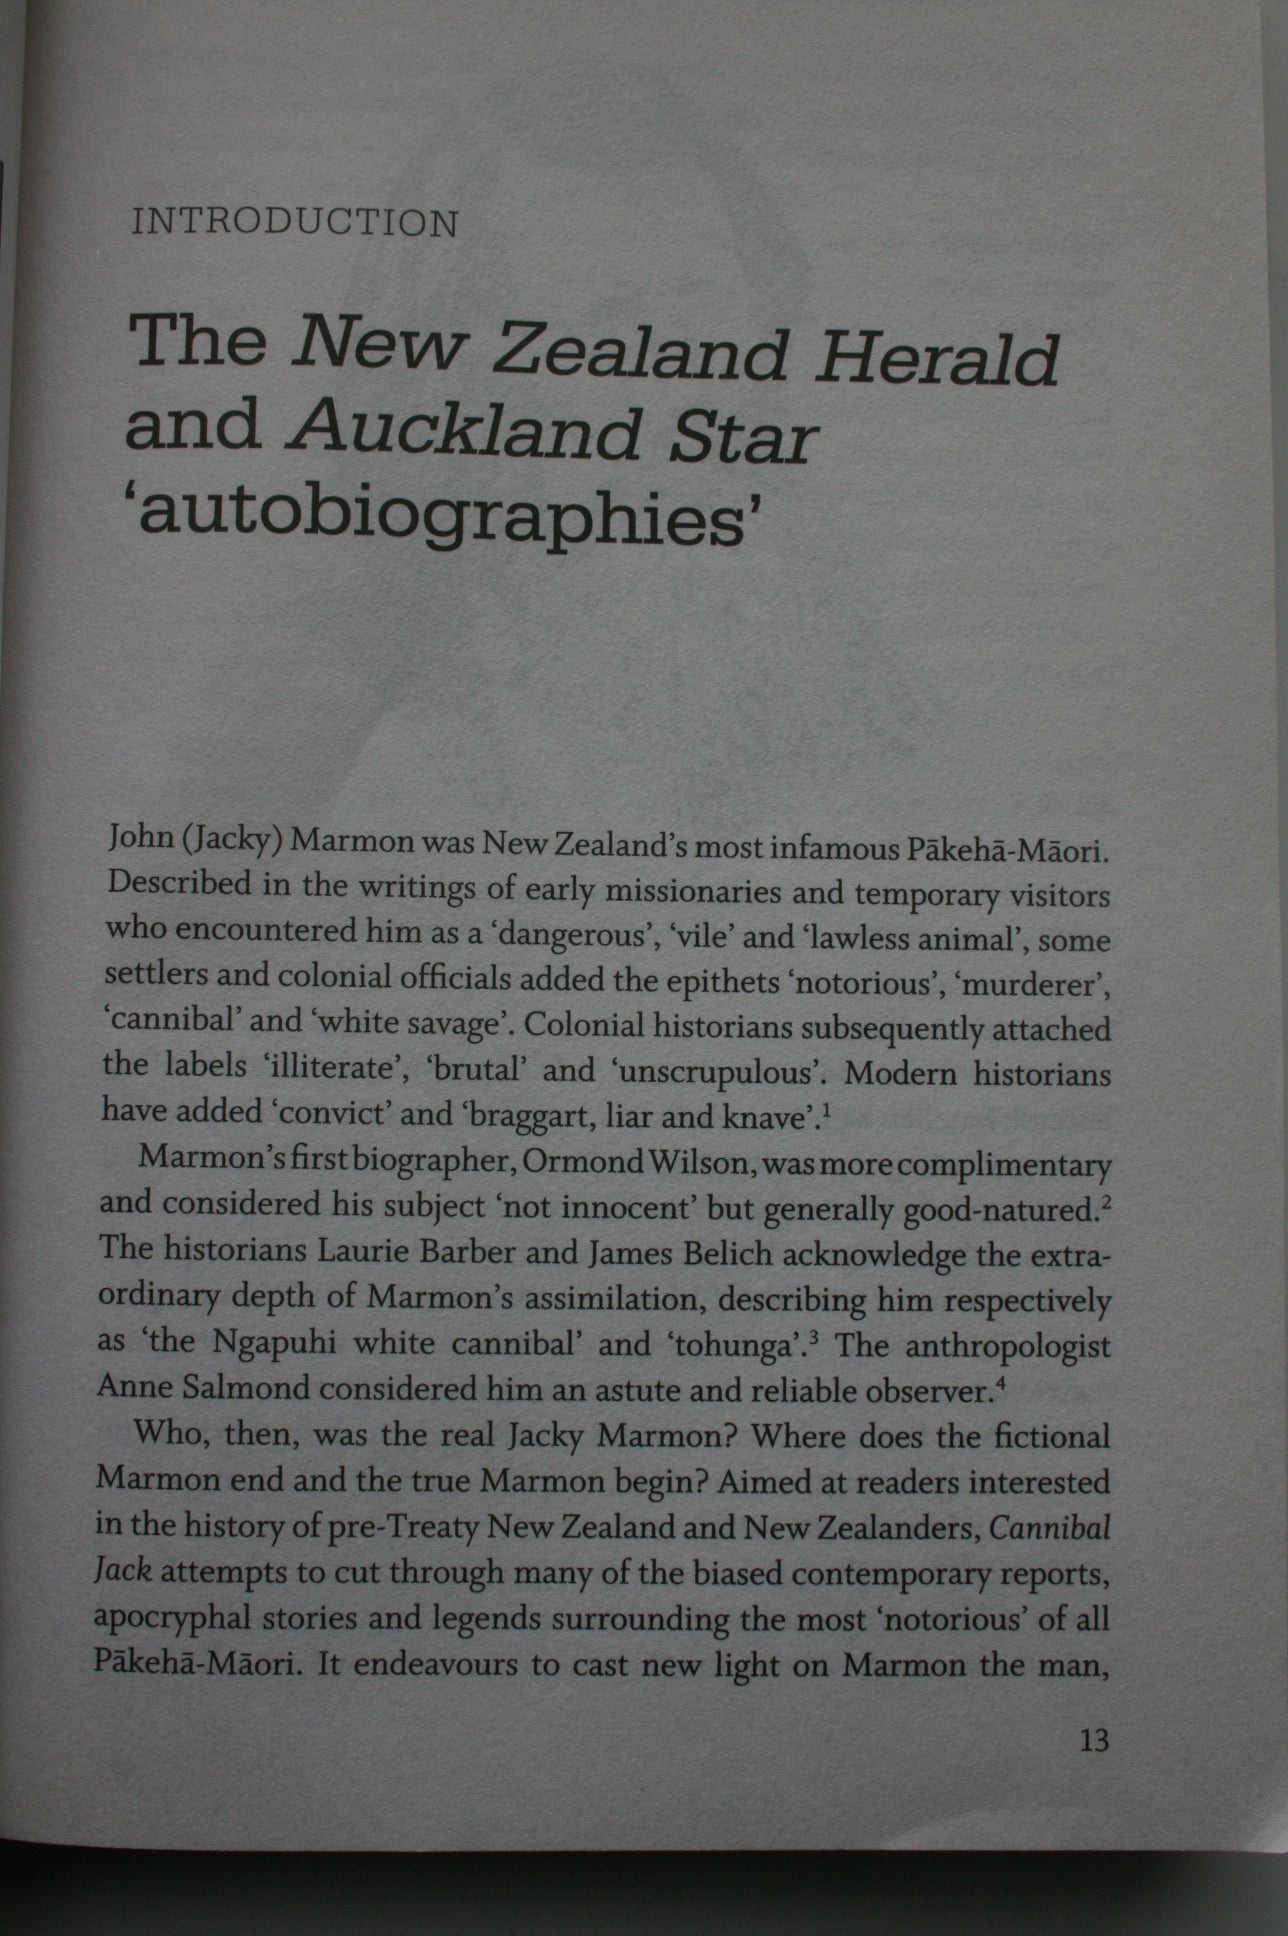 INTRODUCTION
The New Zealand Herald
and Auckland Star
‘autobiographies’
John (Jacky) Marmon was New Zealand’s most infamous Pākehā-Māori.
Described in the writings of early missionaries and temporary visitors
who encountered him as a ‘dangerous’, ‘vile’ and ‘lawless animal’, some
settlers and colonial officials added the epithets ‘notorious’, ‘murderer’,
‘cannibal’ and ‘white savage’. Colonial historians subsequently attached
the labels ‘illiterate’, ‘brutal’ and ‘unscrupulous’. Modern historians
have added ‘convict’ and ‘braggart, liar and knave’.¹
Marmon’s first biographer, Ormond Wilson, was more complimentary
and considered his subject ‘not innocent’ but generally good-natured.²
The historians Laurie Barber and James Belich acknowledge the extra-
ordinary depth of Marmon’s assimilation, describing him respectively
as ‘the Ngapuhi white cannibal’ and ‘tohunga’.³ The anthropologist
Anne Salmond considered him an astute and reliable observer.⁴
Who, then, was the real Jacky Marmon? Where does the fictional
Marmon end and the true Marmon begin? Aimed at readers interested
in the history of pre-Treaty New Zealand and New Zealanders, Cannibal
Jack attempts to cut through many of the biased contemporary reports,
apocryphal stories and legends surrounding the most ‘notorious’ of all
Pākehā-Māori. It endeavours to cast new light on Marmon the man,
13